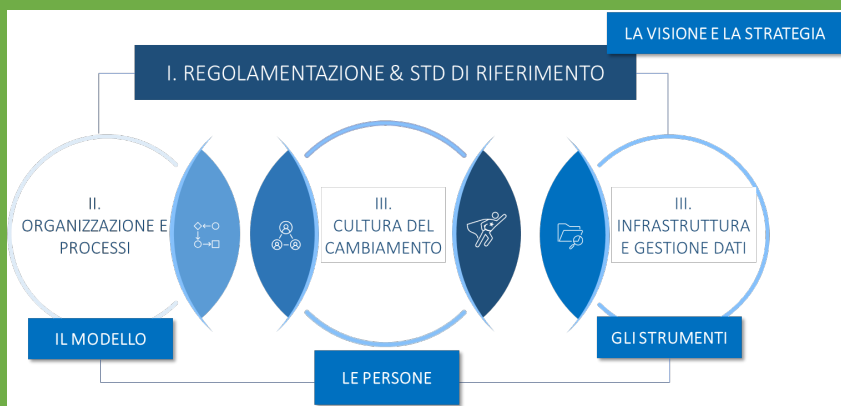 LA VISIONE E LA STRATEGIA
I. REGOLAMENTAZIONE & STD DI RIFERIMENTO
II.
ORGANIZZAZIONE E
PROCESSI
III.
CULTURA DEL
CAMBIAMENTO
III.
INFRASTRUTTURA
E GESTIONE DATI
IL MODELLO
LE PERSONE
GLI STRUMENTI